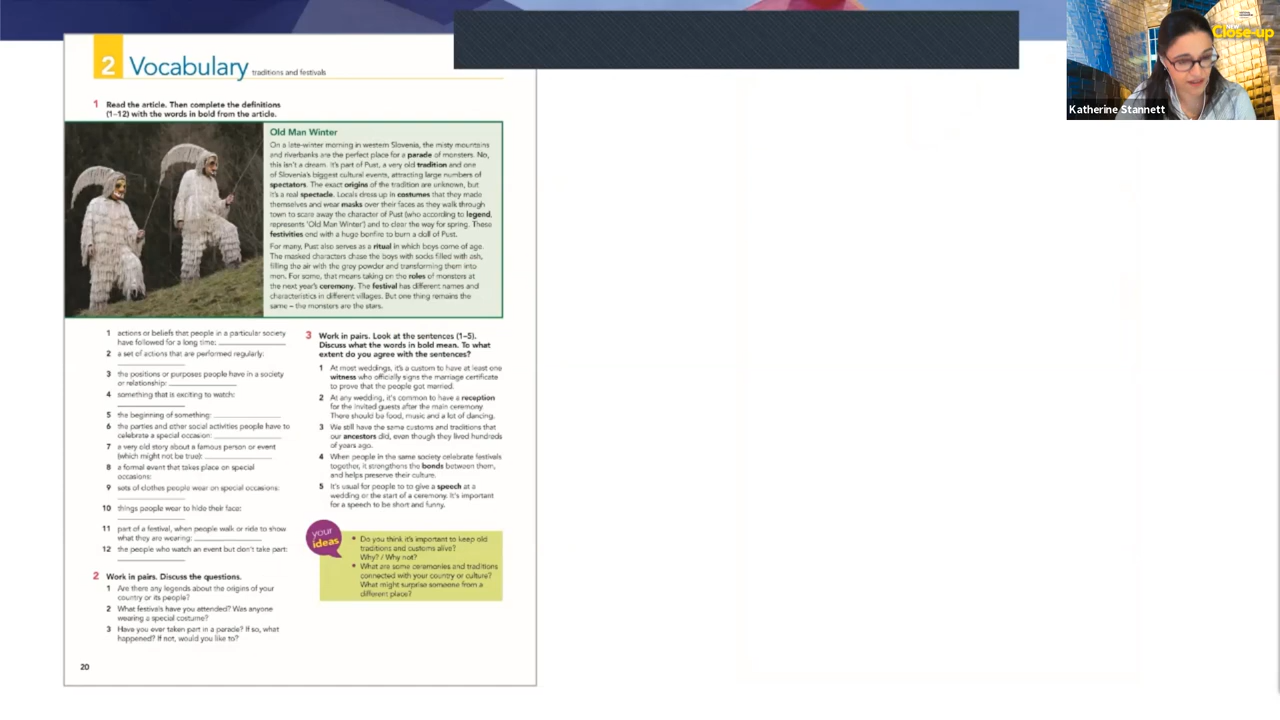 2 Vocabulary traditions and festivals
1 Read the article. Then complete the definitions
(1–12) with the words in bold from the article.
Old Man Winter
On a late-winter morning in western Slovenia, the misty mountains
and riverbanks are the perfect place for a parade of monsters. No,
this isn't a dream. It's part of Pust, a very old tradition and one
of Slovenia's biggest cultural events, attracting large numbers of
spectators. The exact origins of the tradition are unknown, but
it's a real spectacle. Locals dress up in costumes that they made
themselves and wear masks over their faces as they walk through
town to scare away the character of Pust (who according to legend,
represents 'Old Man Winter') and to clear the way for spring. These
festivities end with a huge bonfire to burn a doll of Pust.
For many, Pust also serves as a ritual in which boys come of age.
The masked characters chase the boys with socks filled with ash,
filling the air with the grey powder and transforming them into
men. For some, that means taking on the roles of monsters at
the next year's ceremony. The festival has different names and
characteristics in different villages. But one thing remains the
same – the monsters are the stars.
1 actions or beliefs that people in a particular society
have followed for a long time:
2 a set of actions that are performed regularly:
3 the positions or purposes people have in a society
or relationship:
4 something that is exciting to watch:
5 the beginning of something:
6 the parties and other social activities people have to
celebrate a special occasion:
7 a very old story about a famous person or event
(which might not be true):
8 a formal event that takes place on special
occasions:
9 sets of clothes people wear on special occasions:
10 things people wear to hide their face:
11 part of a festival, when people walk or ride to show
what they are wearing:
12 the people who watch an event but don't take part:
2 Work in pairs. Discuss the questions.
1 Are there any legends about the origins of your
country or its people?
2 What festivals have you attended? Was anyone
wearing a special costume?
3 Have you ever taken part in a parade? If so, what
happened? If not, would you like to?
3 Work in pairs. Look at the sentences (1–5).
Discuss what the words in bold mean. To what
extent do you agree with the sentences?
1 At most weddings, it's a custom to have at least one
witness who officially signs the marriage certificate
to prove that the people got married.
2 At any wedding, it's common to have a reception
for the invited guests after the main ceremony.
There should be food, music and a lot of dancing.
3 We still have the same customs and traditions that
our ancestors did, even though they lived hundreds
of years ago.
4 When people in the same society celebrate festivals
together, it strengthens the bonds between them,
and helps preserve their culture.
5 It's usual for people to to give a speech at a
wedding or the start of a ceremony. It's important
for a speech to be short and funny.
your
ideas
• Do you think it's important to keep old
traditions and customs alive?
Why? / Why not?
• What are some ceremonies and traditions
connected with your country or culture?
What might surprise someone from a
different place?
20
Close-up
Katherine Stannett